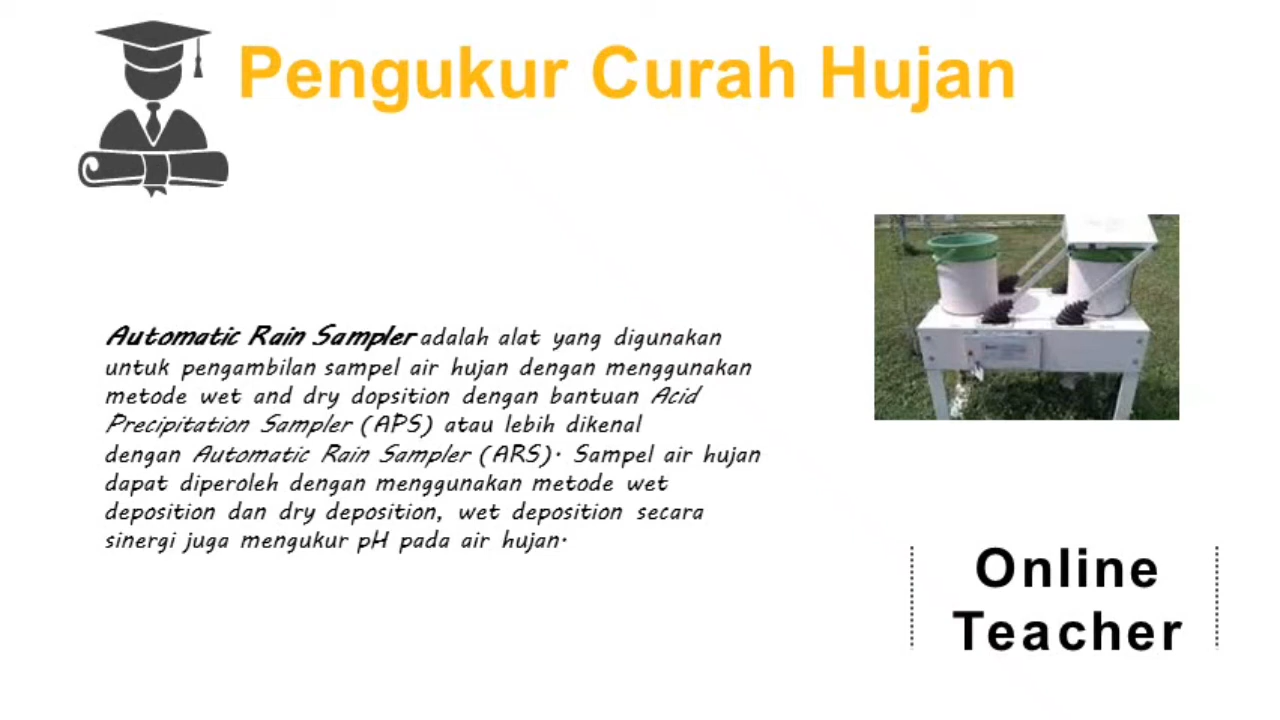 Pengukur Curah Hujan
Automatic Rain Sampler adalah alat yang digunakan
untuk pengambilan sampel air hujan dengan menggunakan
metode wet and dry dopsition dengan bantuan Acid
Precipitation Sampler (APS) atau lebih dikenal
dengan Automatic Rain Sampler (ARS). Sampel air hujan
dapat diperoleh dengan menggunakan metode wet
deposition dan dry deposition, wet deposition secara
sinergi juga mengukur pH pada air hujan.
Online
Teacher